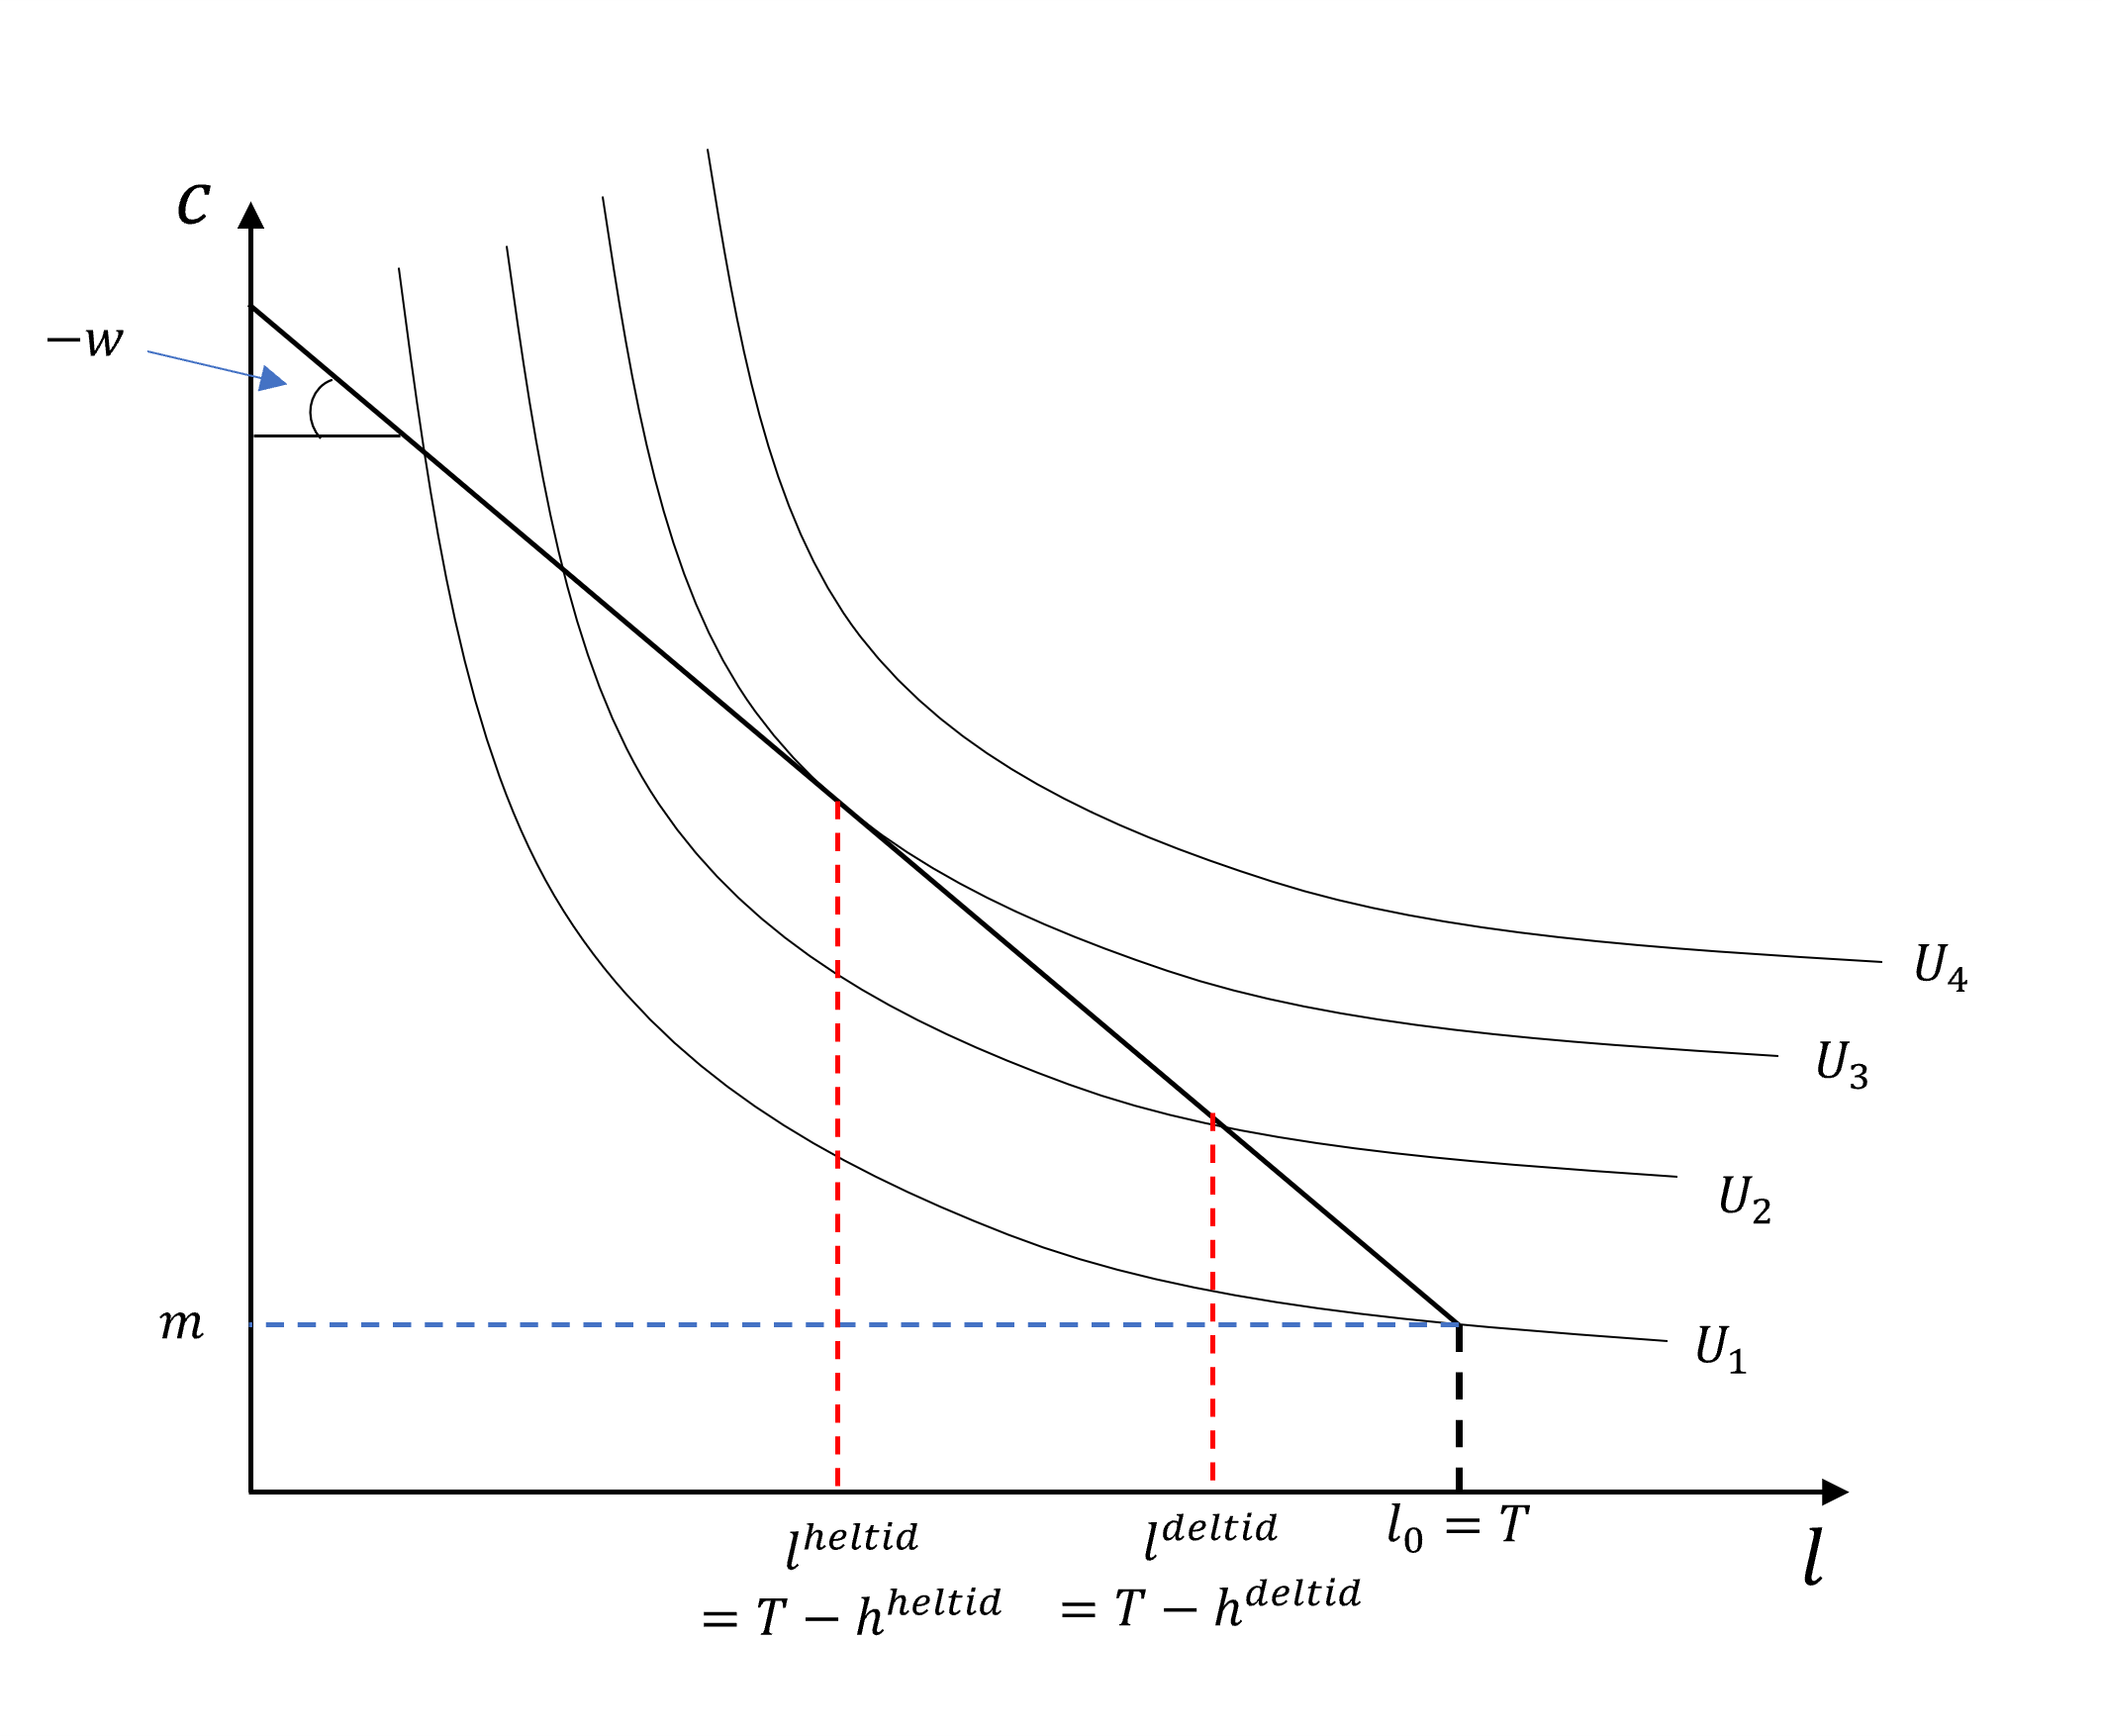 C
−w
U₄
U₃
U₂
m
U₁
l^heltid
= T − h^heltid
l^deltid
= T − h^deltid
l₀ = T
l